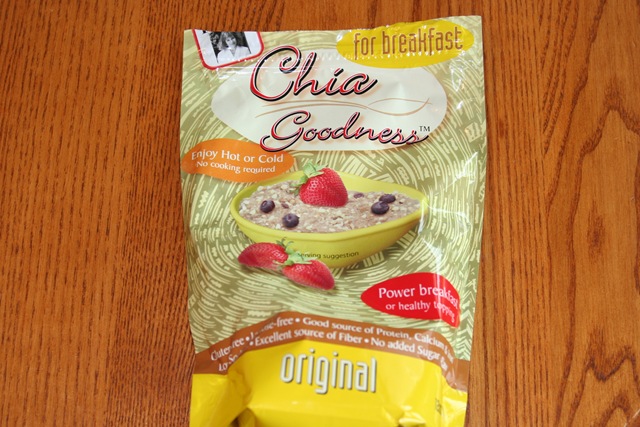 for breakfast
Chia
Goodness™
Enjoy Hot or Cold
No cooking required
serving suggestion
Power
or healthy
free • Good source of Protein, Calcium
Excellent source of Fiber • No added Sugar
original